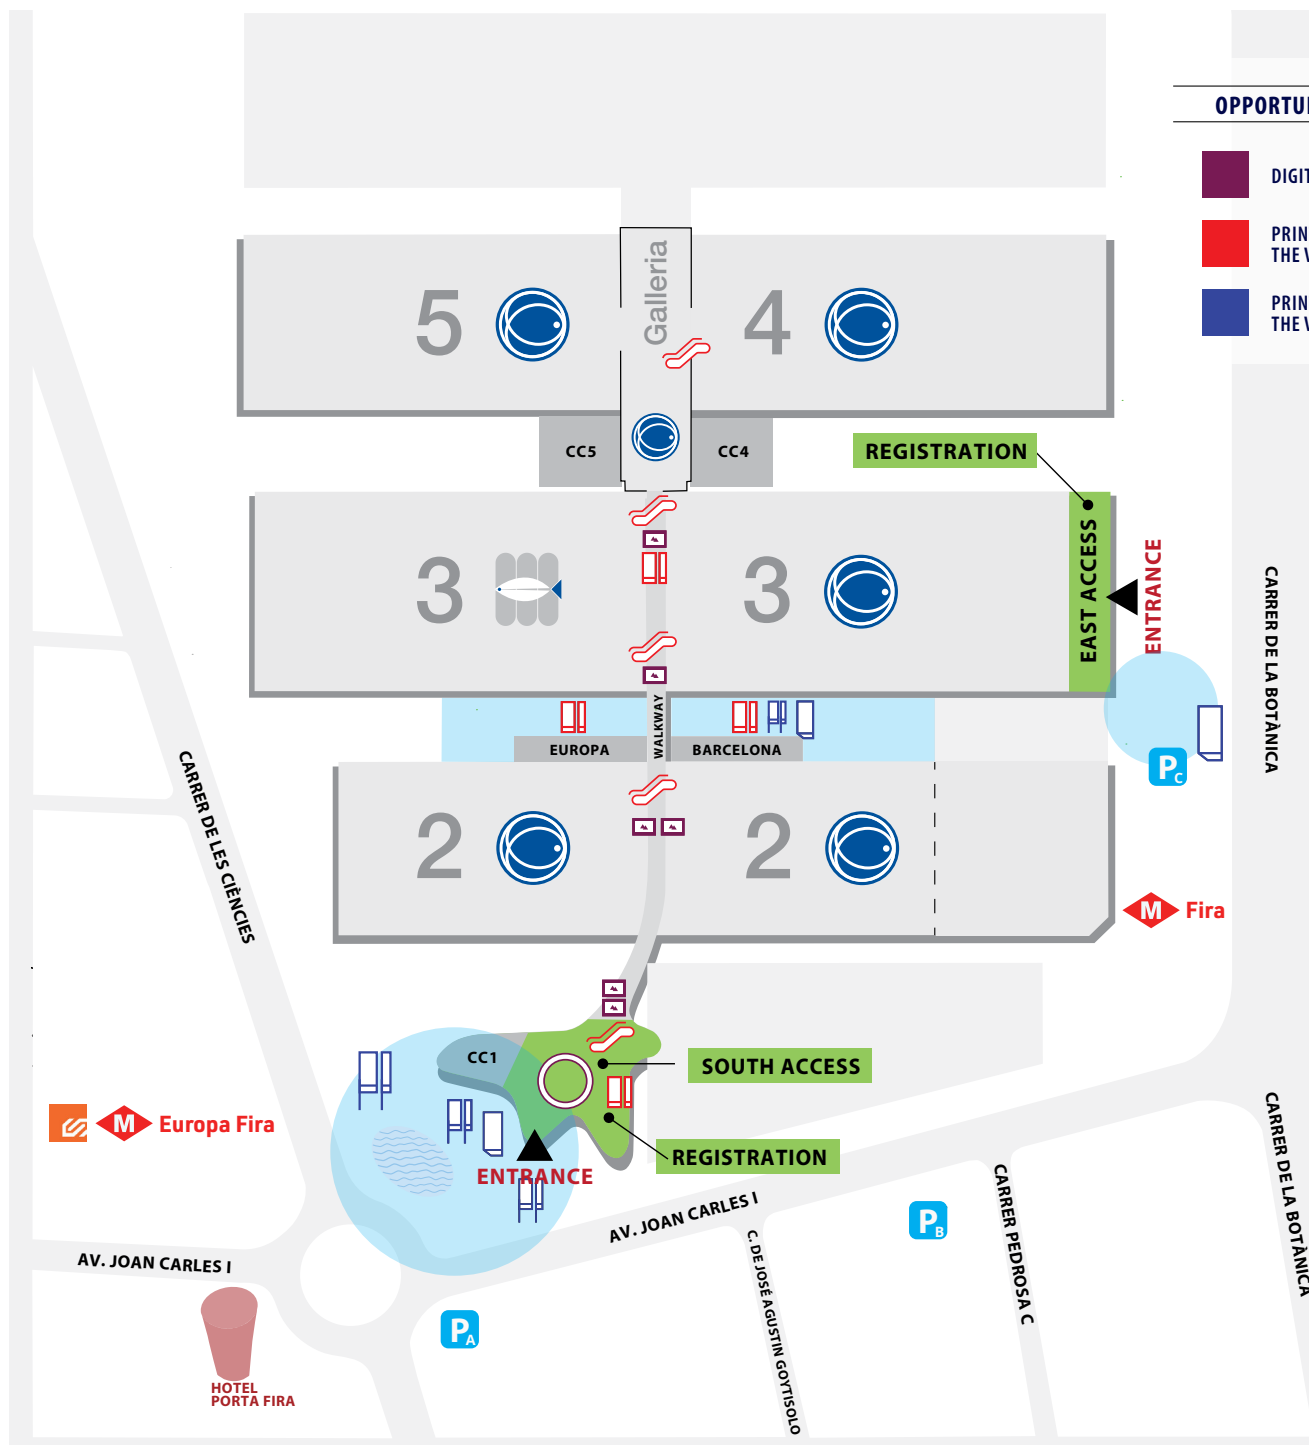 OPPORTU
DIGIT
PRIN
THE V
PRIN
THE V
Galleria
5
4
CC5
CC4
REGISTRATION
EAST ACCESS
ENTRANCE
3
3
CARRER DE LA BOTÀNICA
WALKWAY
EUROPA
BARCELONA
PC
CARRER DE LES CIÈNCIES
2
2
M Fira
CC1
SOUTH ACCESS
M Europa Fira
REGISTRATION
ENTRANCE
AV. JOAN CARLES I
PB
CARRER PEDROSA C
CARRER DE LA BOTÀNICA
AV. JOAN CARLES I
C. DE JOSÉ AGUSTIN GOYTISOLO
PA
HOTEL
PORTA FIRA